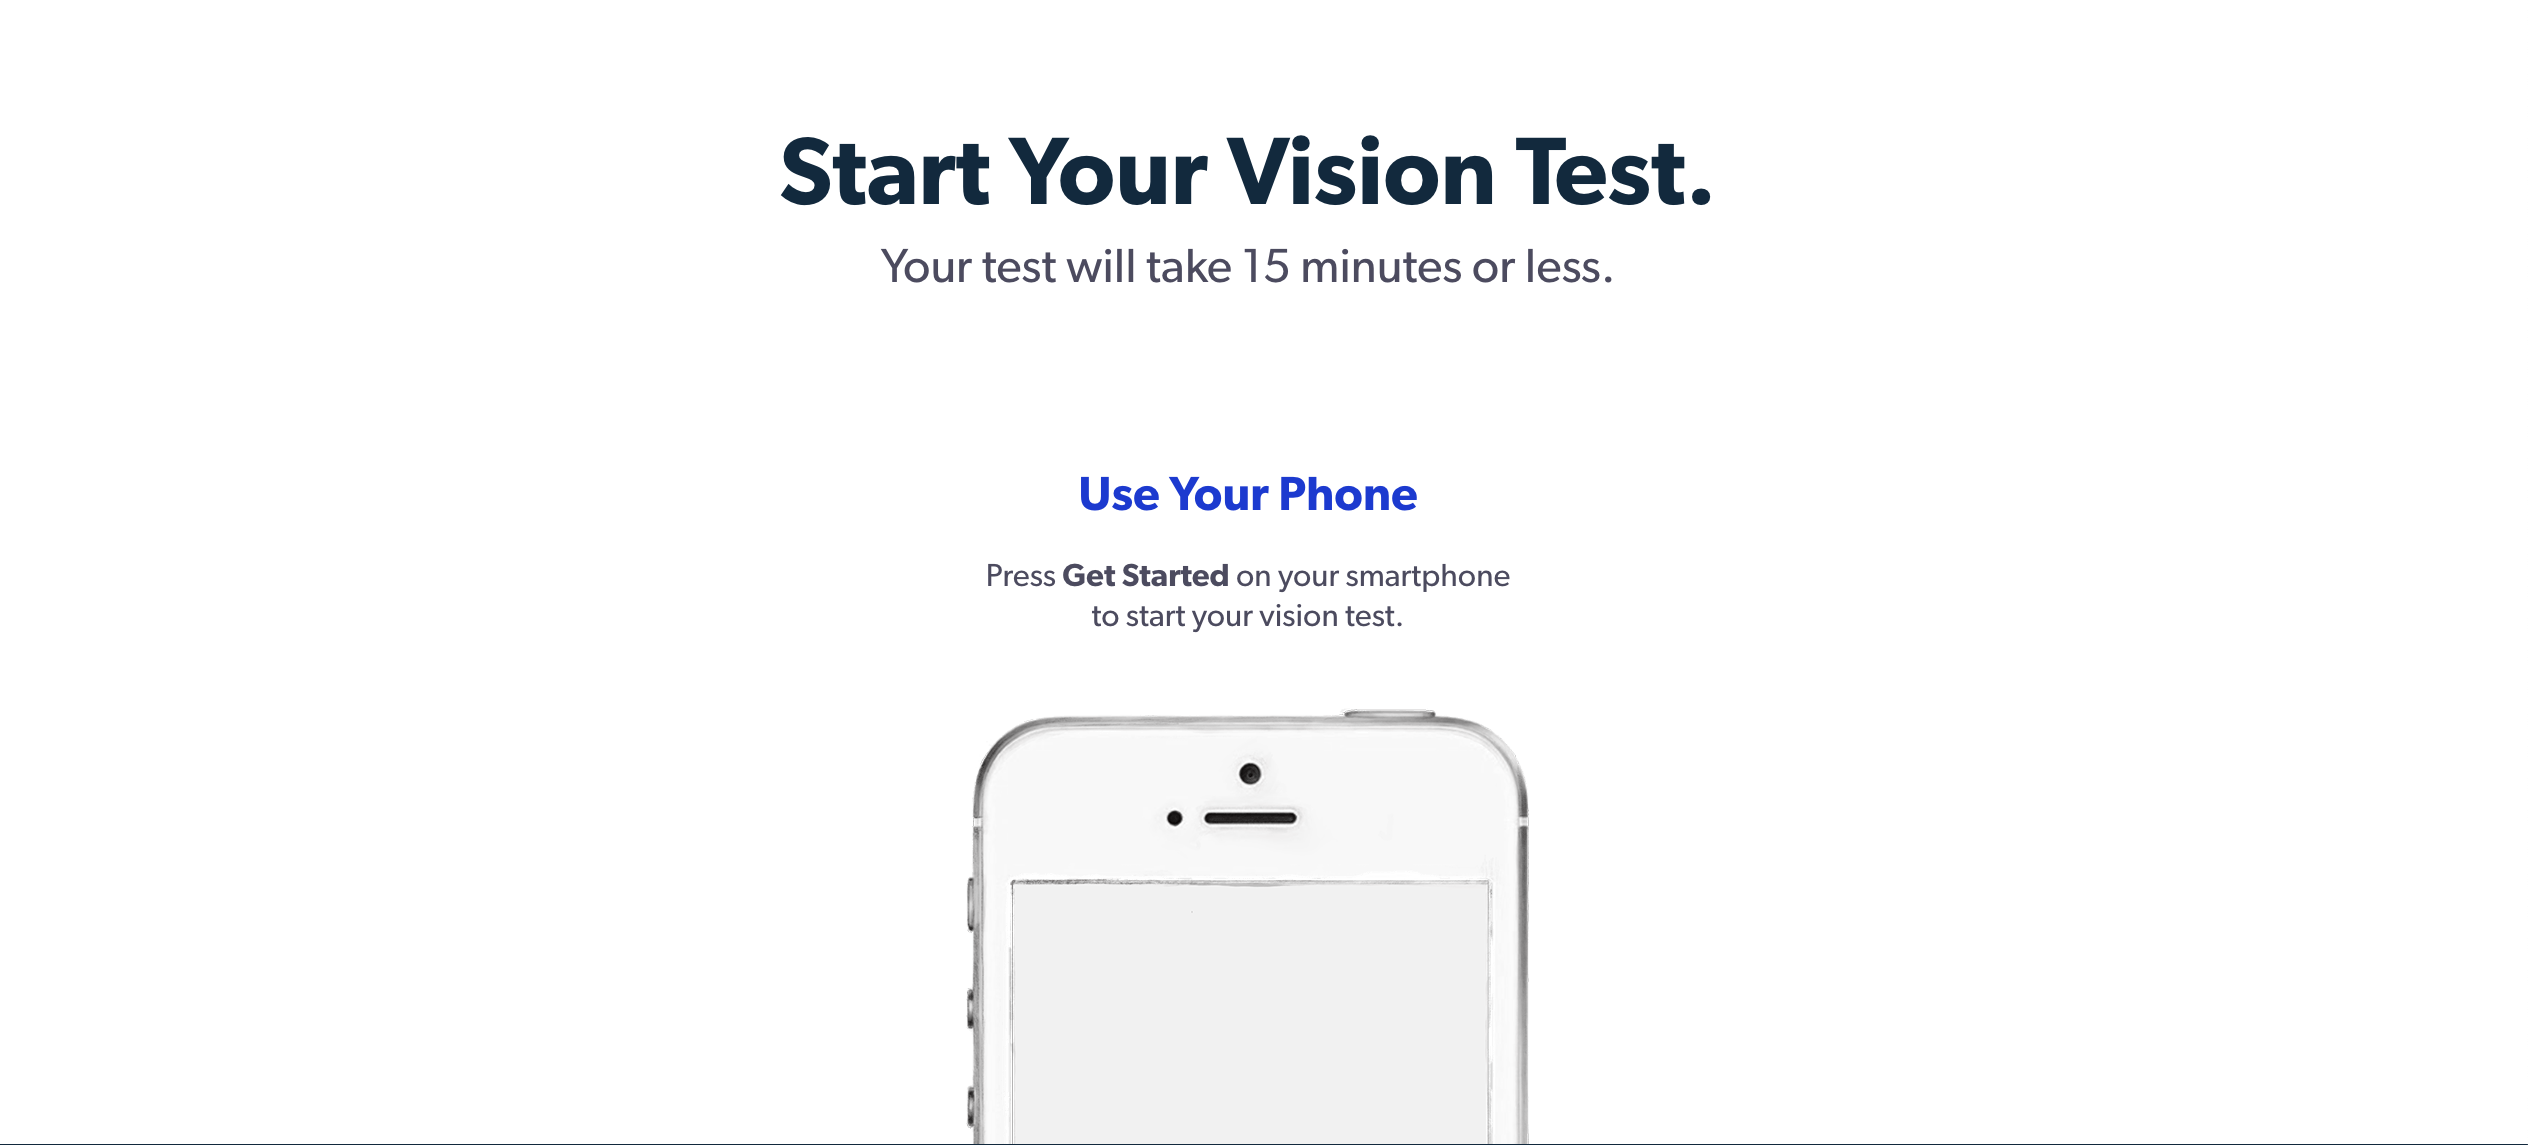 Start Your Vision Test.
Your test will take 15 minutes or less.
Use Your Phone
Press Get Started on your smartphone
to start your vision test.